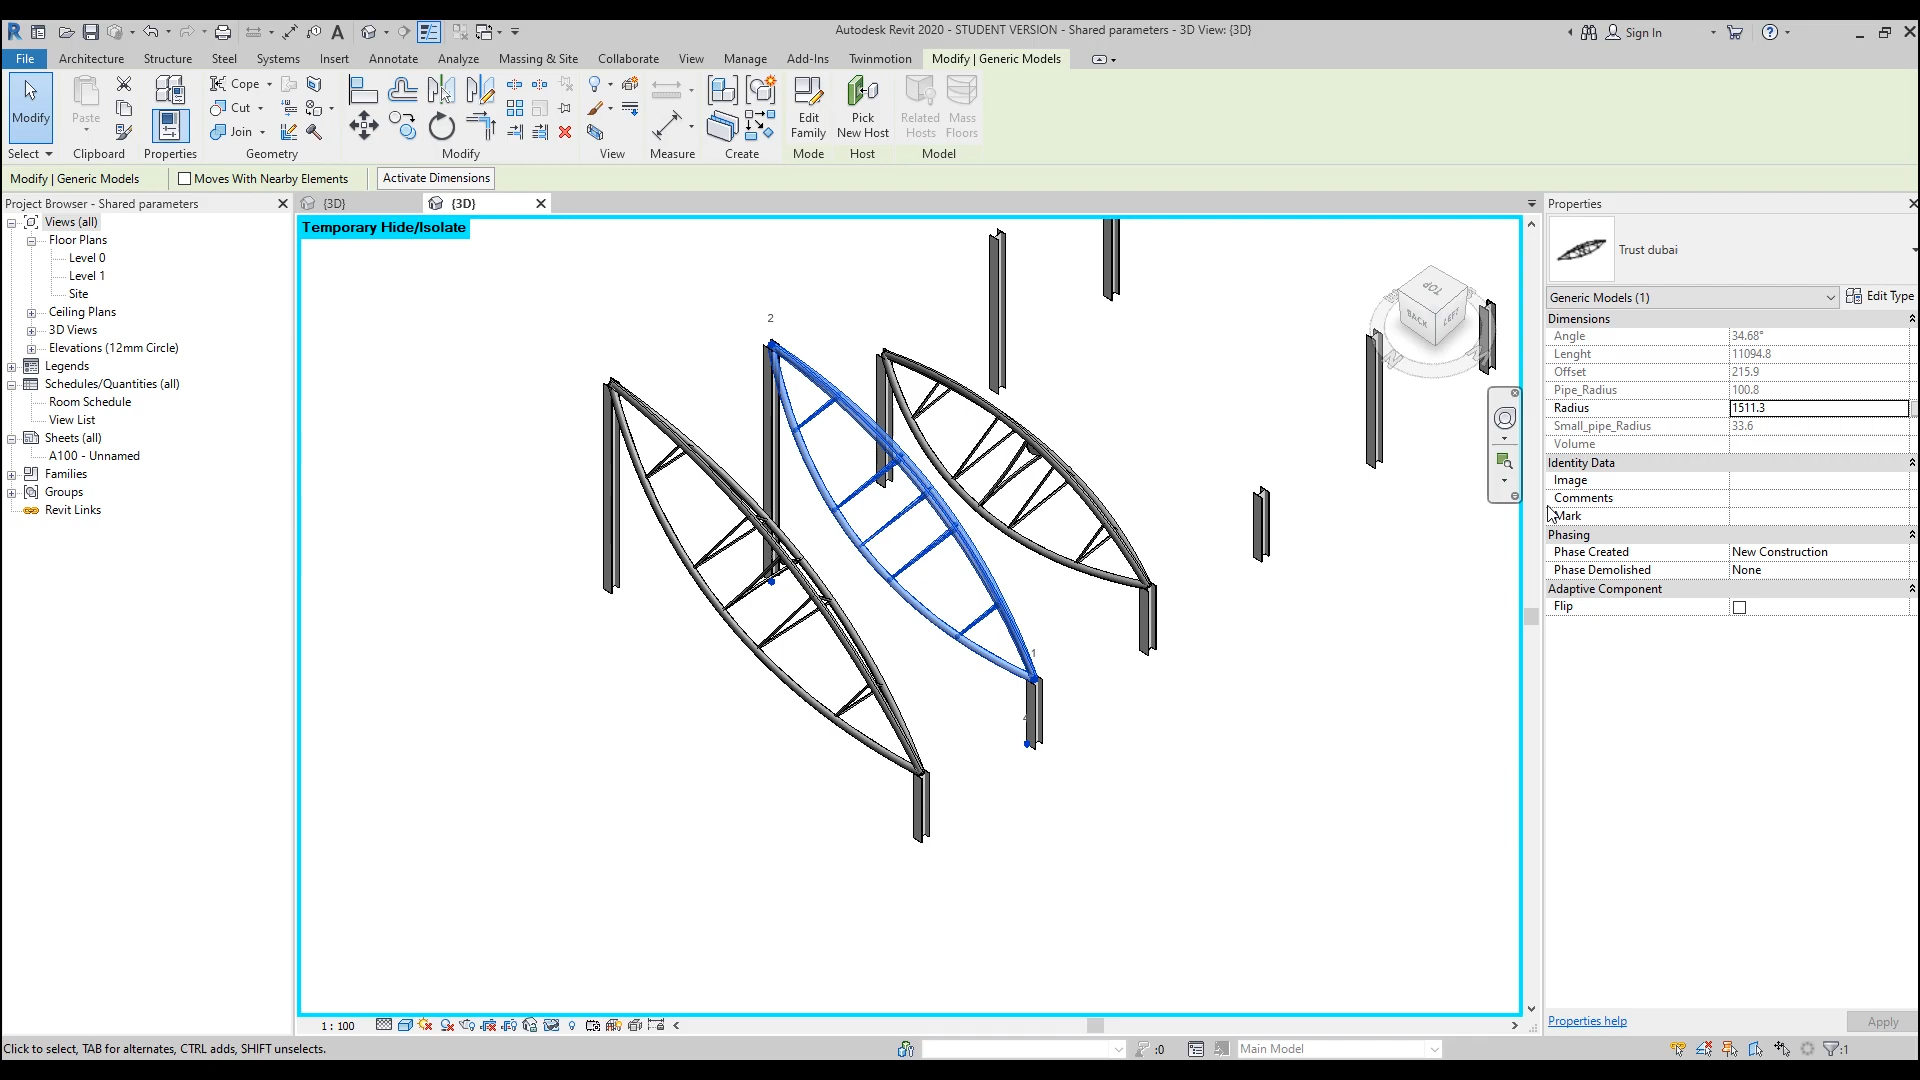 Autodesk Revit 2020 - STUDENT VERSION - Shared parameters - 3D View: {3D}
Sign In
File Architecture Structure Steel Systems Insert Annotate Analyze Massing & Site Collaborate View Manage Add-Ins Twinmotion Modify | Generic Models
Modify
Paste
Cope
Cut
Join
Edit Family
Pick New Host
Related Hosts
Mass Floors
Select Clipboard Properties Geometry Modify View Measure Create Mode Host Model
Modify | Generic Models Moves With Nearby Elements Activate Dimensions
Project Browser - Shared parameters
Views (all)
Floor Plans
Level 0
Level 1
Site
Ceiling Plans
3D Views
Elevations (12mm Circle)
Legends
Schedules/Quantities (all)
Room Schedule
View List
Sheets (all)
A100 - Unnamed
Families
Groups
Revit Links
{3D} {3D}
Temporary Hide/Isolate
2
1
TOP
BACK
LEFT
Properties
Trust dubai
Generic Models (1) Edit Type
Dimensions
Angle 34.68°
Lenght 11094.8
Offset 215.9
Pipe_Radius 100.8
Radius 1511.3
Small_pipe_Radius 33.6
Volume
Identity Data
Image
Comments
Mark
Phasing
Phase Created New Construction
Phase Demolished None
Adaptive Component
Flip
Properties help Apply
1 : 100
Click to select, TAB for alternates, CTRL adds, SHIFT unselects.
:0 Main Model :1